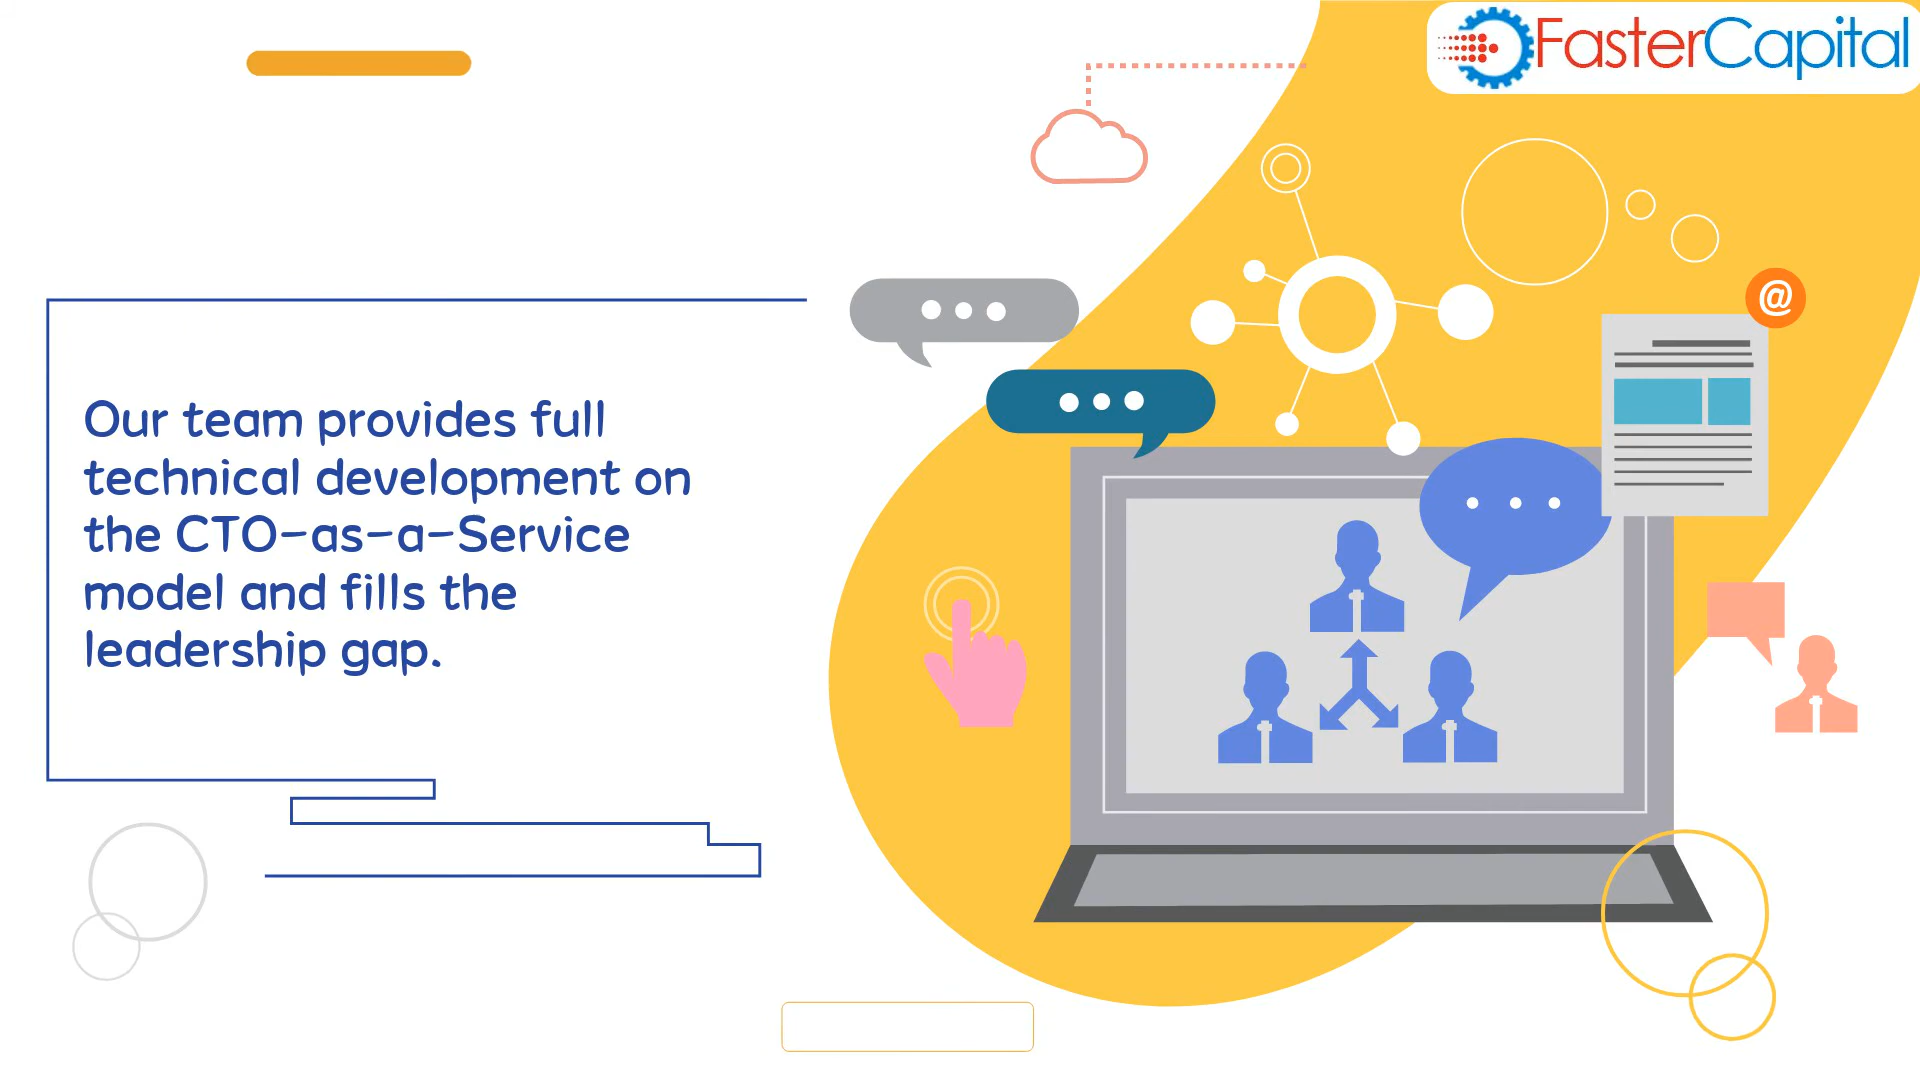 FasterCapital
@
Our team provides full
technical development on
the CTO-as-a-Service
model and fills the
leadership gap.